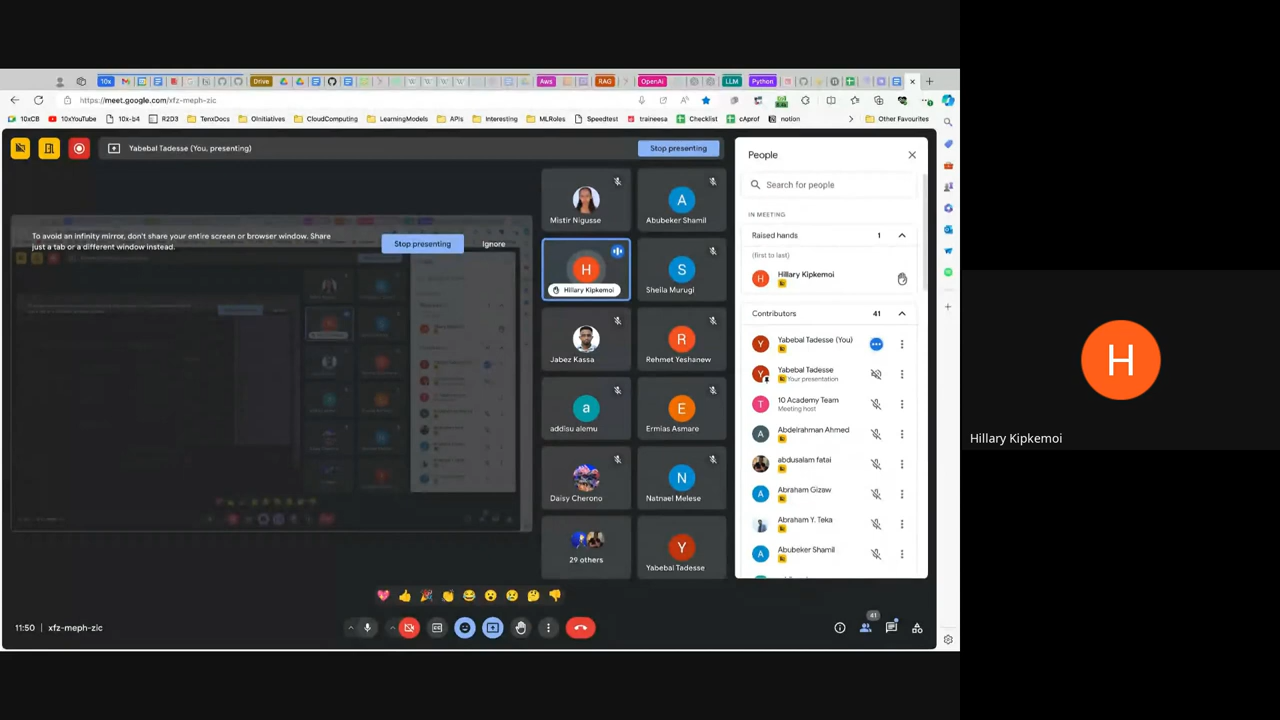 10x
Drive
Aws
RAG
OpenAI
LLM
Python
https://meet.google.com/xfz-meph-zic
10xCB
10xYouTube
10x-b4
R2D3
TenxDocs
OInitiatives
CloudComputing
LearningModels
APIs
Interesting
MLRoles
Speedtest
traineesa
Checklist
cAprof
notion
Other Favourites
Yabebal Tadesse (You, presenting)
Stop presenting
To avoid an infinity mirror, don't share your entire screen or browser window. Share
just a tab or a different window instead.
Stop presenting
Ignore
Mistir Nigusse
Abubeker Shamil
Hillary Kipkemoi
Sheila Murugi
Jabez Kassa
Rehmet Yeshanew
addisu alemu
Ermias Asmare
Daisy Cherono
Natnael Melese
29 others
Yabebal Tadesse
A
H
S
R
a
E
N
Y
People
Search for people
IN MEETING
Raised hands
1
(first to last)
H
Hillary Kipkemoi
Contributors
41
Y
Yabebal Tadesse (You)
Y
Yabebal Tadesse
Your presentation
T
10 Academy Team
Meeting host
A
Abdelrahman Ahmed
abdusalam fatai
A
Abraham Gizaw
Abraham Y. Teka
A
Abubeker Shamil
11:50 | xfz-meph-zic
41
H
Hillary Kipkemoi